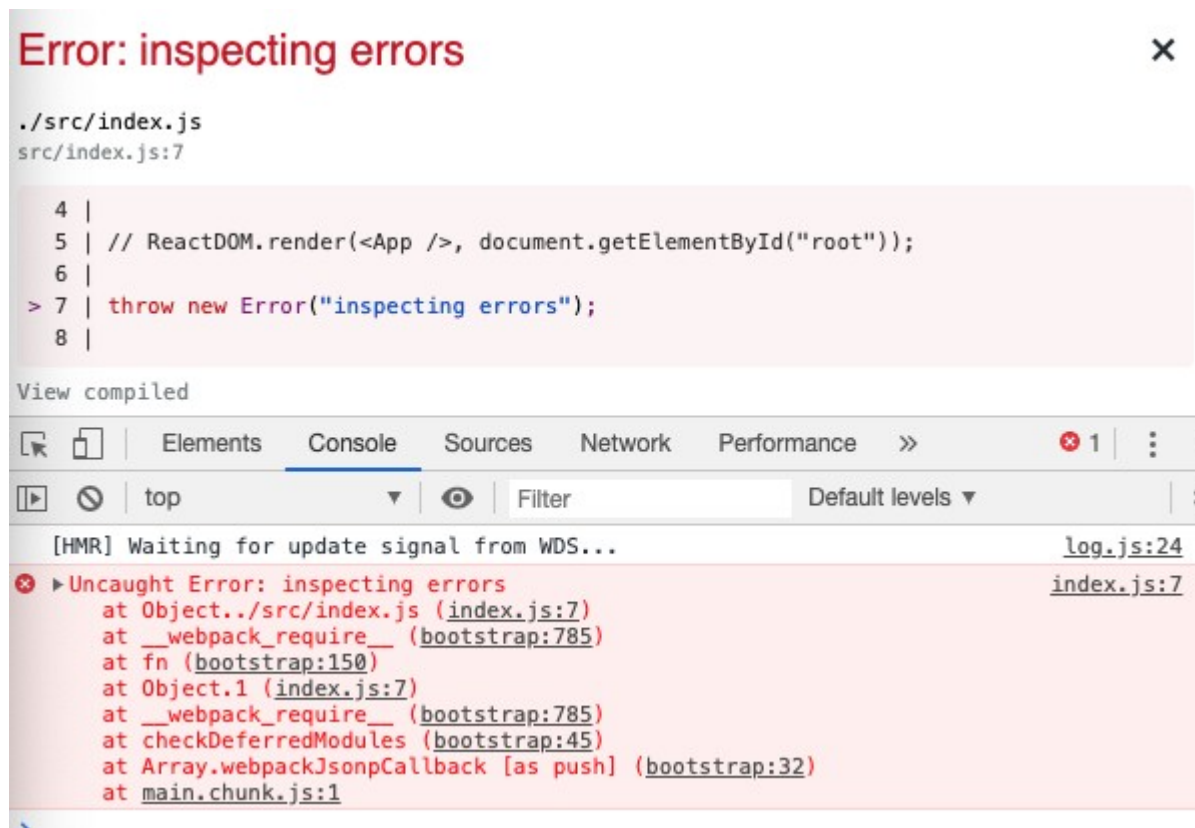 Error: inspecting errors
./src/index.js
src/index.js:7
4 |
5 | // ReactDOM.render(<App />, document.getElementById("root"));
6 |
> 7 | throw new Error("inspecting errors");
8 |
View compiled
Elements Console Sources Network Performance » 1
top Filter Default levels ▼
[HMR] Waiting for update signal from WDS... log.js:24
▶Uncaught Error: inspecting errors index.js:7
at Object../src/index.js (index.js:7)
at __webpack_require__ (bootstrap:785)
at fn (bootstrap:150)
at Object.1 (index.js:7)
at __webpack_require__ (bootstrap:785)
at checkDeferredModules (bootstrap:45)
at Array.webpackJsonpCallback [as push] (bootstrap:32)
at main.chunk.js:1